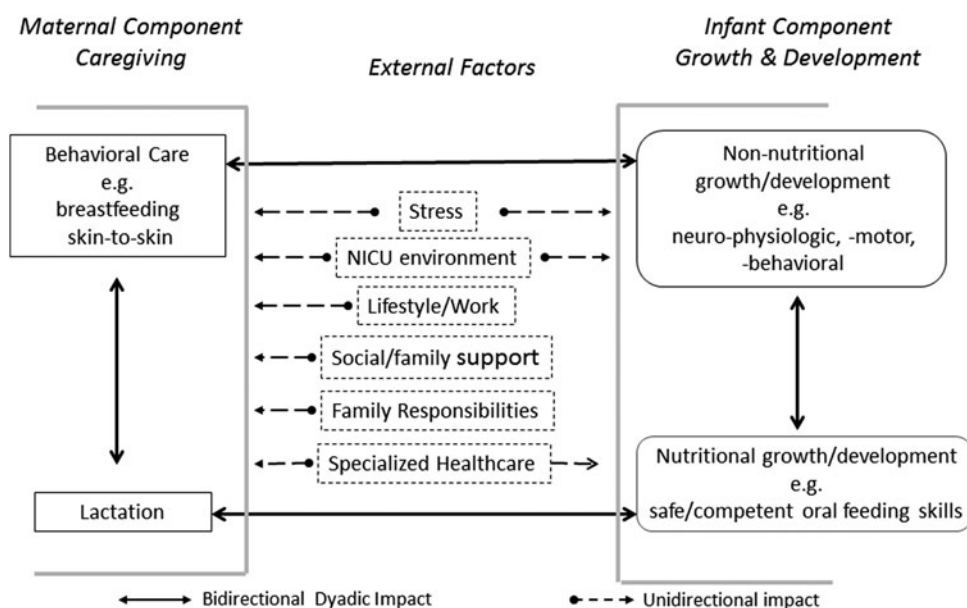 Maternal Component
Caregiving
External Factors
Infant Component
Growth & Development
Behavioral Care
e.g.
breastfeeding
skin-to-skin
Stress
NICU environment
Lifestyle/Work
Social/family support
Family Responsibilities
Specialized Healthcare
Lactation
Non-nutritional
growth/development
e.g.
neuro-physiologic, -motor,
-behavioral
Nutritional growth/development
e.g.
safe/competent oral feeding skills
Bidirectional Dyadic Impact
Unidirectional impact